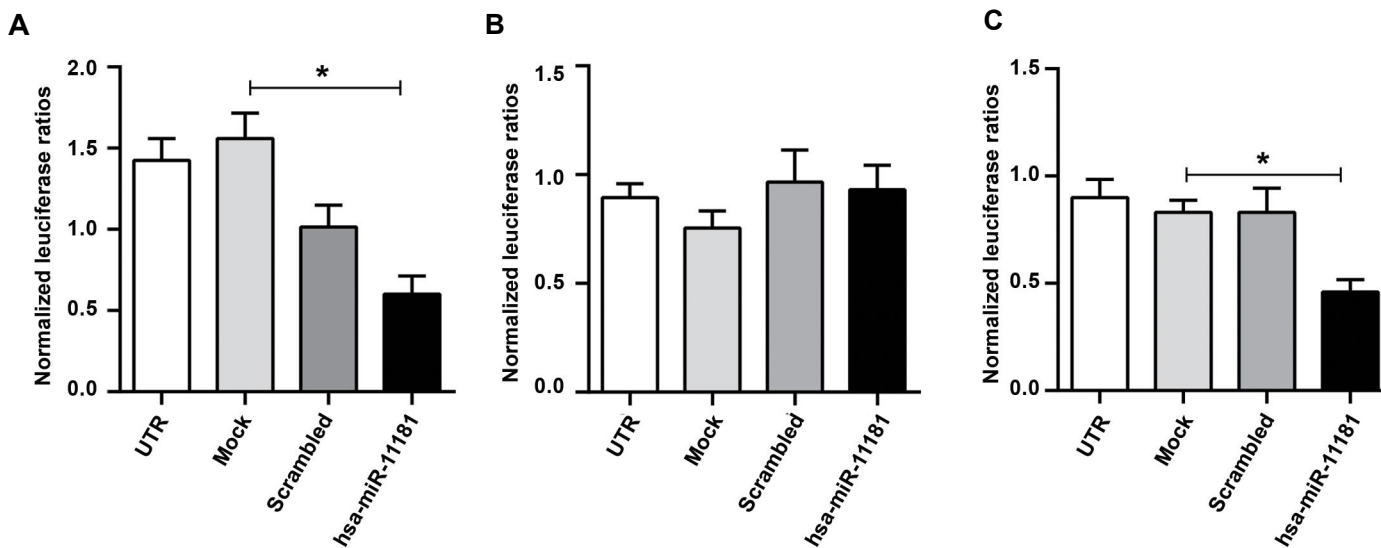 A
Normalized leuciferase ratios
2.0
1.5
1.0
0.5
0.0
*
UTR
Mock
Scrambled
hsa-miR-11181
B
Normalized leuciferase ratios
1.5
1.0
0.5
0.0
UTR
Mock
Scrambled
hsa-miR-11181
C
Normalized leuciferase ratios
1.5
1.0
0.5
0.0
*
UTR
Mock
Scrambled
hsa-miR-11181